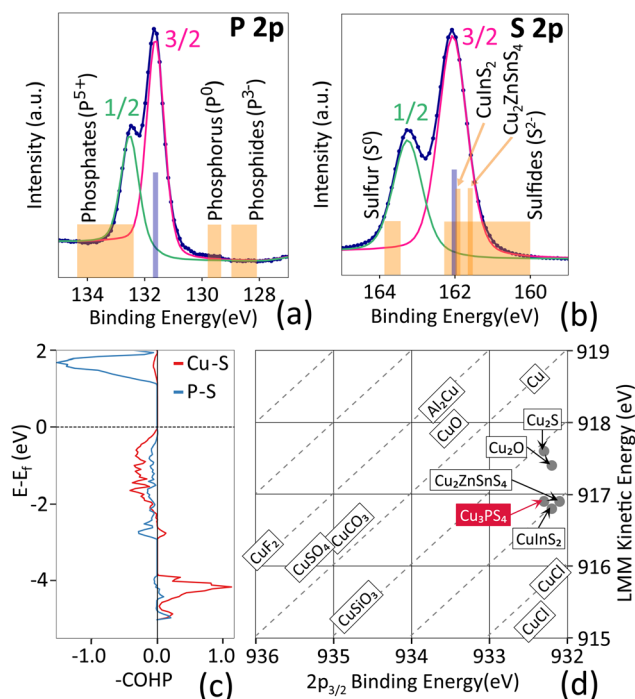 P 2p
3/2
1/2
Phosphates (P⁵⁺)
Phosphorus (P⁰)
Phosphides (P³⁻)
Intensity (a.u.)
134 132 130 128
Binding Energy(eV)
(a)
S 2p
3/2
1/2
CuInS₂
Cu₂ZnSnS₄
Sulfur (S⁰)
Sulfides (S²⁻)
Intensity (a.u.)
164 162 160
Binding Energy(eV)
(b)
Cu-S
P-S
E-E_f (eV)
2
0
-2
-4
-1.0 0.0 1.0
-COHP
(c)
919
918
917
916
915
LMM Kinetic Energy (eV)
Cu
Al₂Cu
CuO
Cu₂S
Cu₂O
Cu₂ZnSnS₄
Cu₃PS₄
CuInS₂
CuF₂
CuSO₄
CuCO₃
CuSiO₃
CuCl
CuCl
936 935 934 933 932
2p₃/₂ Binding Energy(eV)
(d)